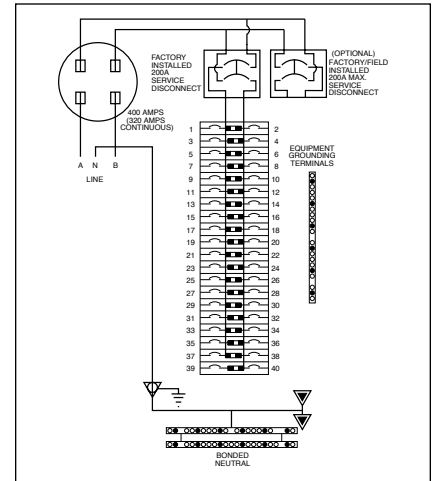 FACTORY
INSTALLED
200A
SERVICE
DISCONNECT
(OPTIONAL)
FACTORY/FIELD
INSTALLED
200A MAX.
SERVICE
DISCONNECT
400 AMPS
(320 AMPS
CONTINUOUS)
A N B
LINE
EQUIPMENT
GROUNDING
TERMINALS
1 2
3 4
5 6
7 8
9 10
11 12
13 14
15 16
17 18
19 20
21 22
23 24
25 26
27 28
29 30
31 32
33 34
35 36
37 38
39 40
BONDED
NEUTRAL